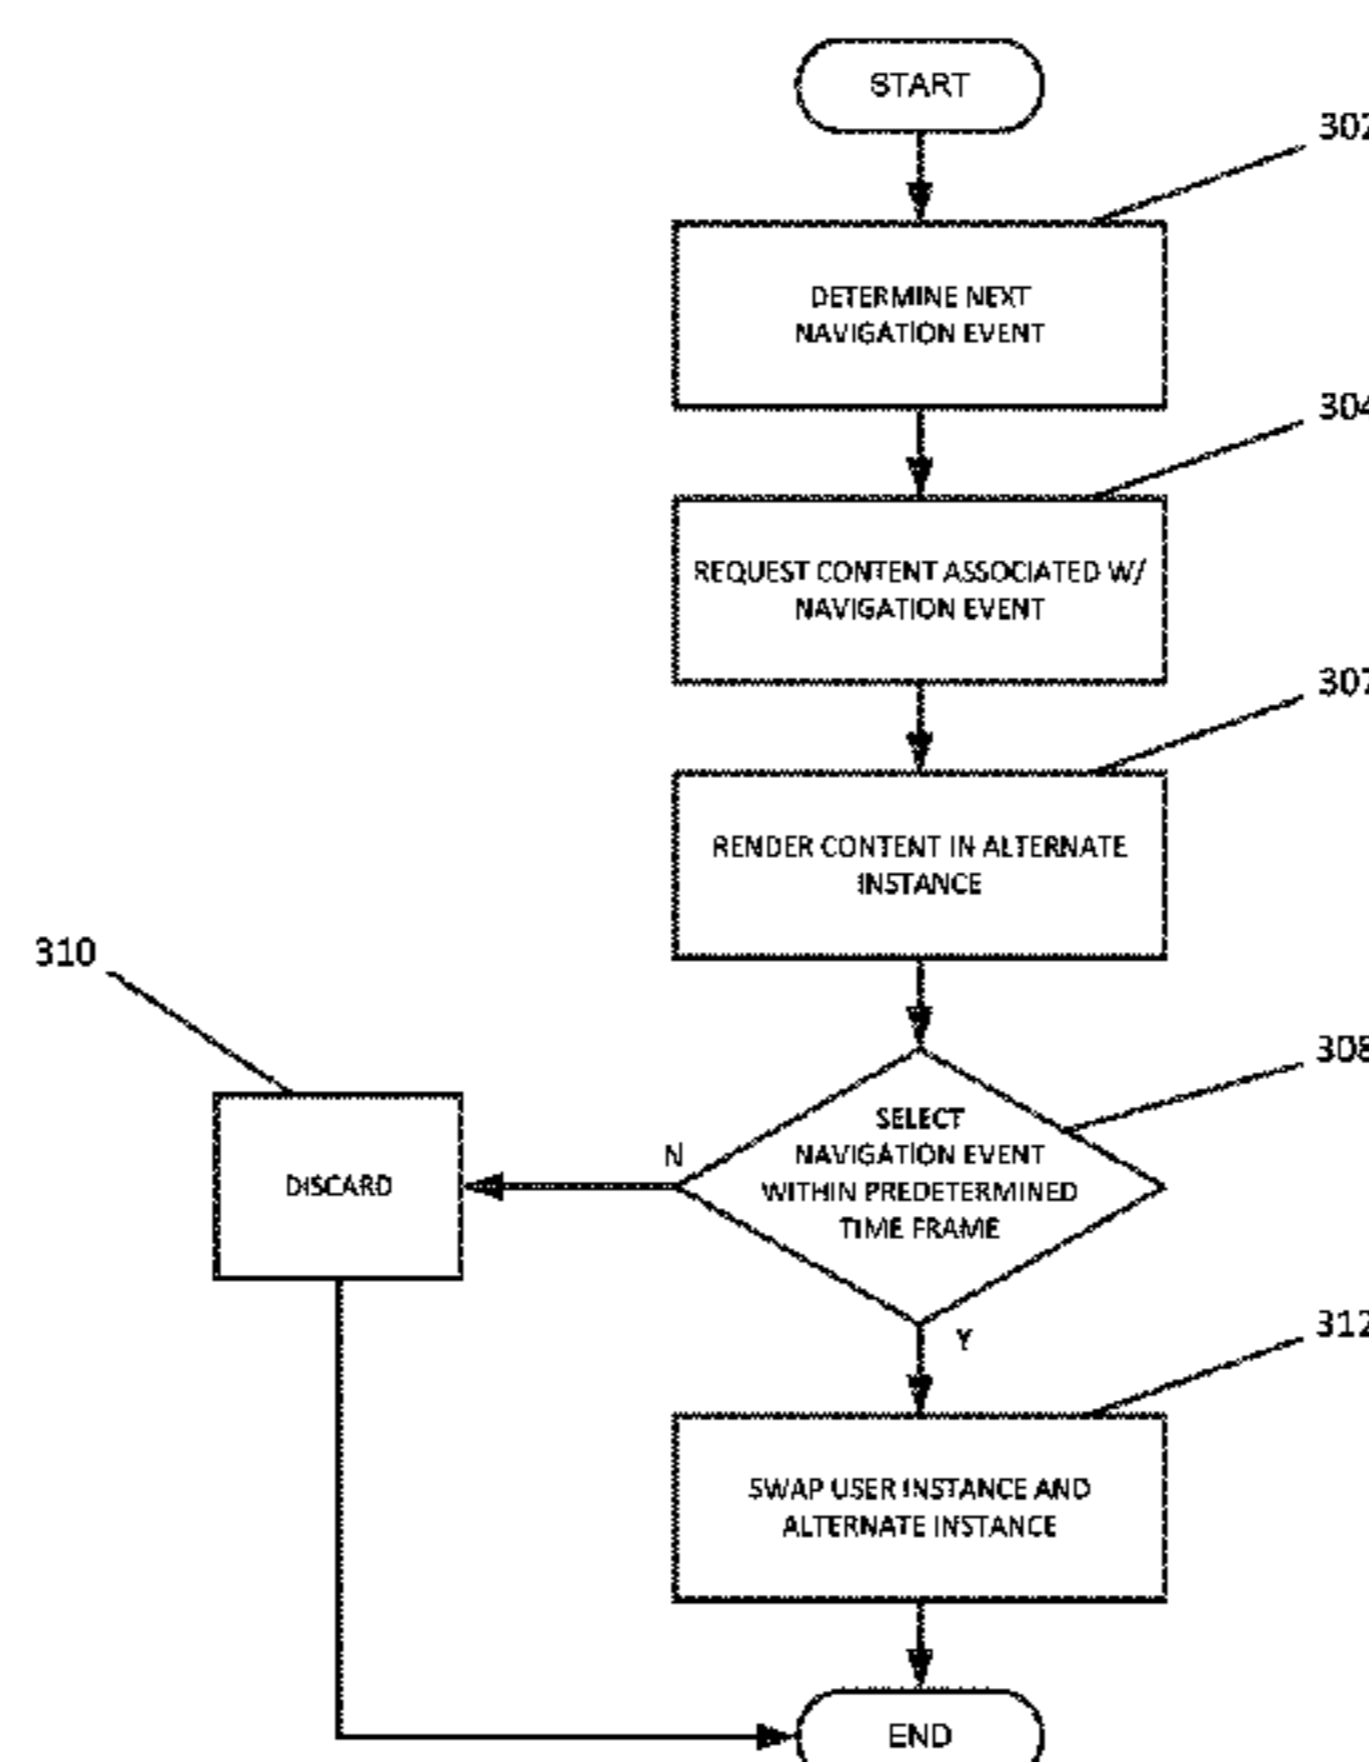 START
302
DETERMINE NEXT
NAVIGATION EVENT
304
REQUEST CONTENT ASSOCIATED W/
NAVIGATION EVENT
307
RENDER CONTENT IN ALTERNATE
INSTANCE
310
308
SELECT
NAVIGATION EVENT
WITHIN PREDETERMINED
TIME FRAME
N
DISCARD
Y
312
SWAP USER INSTANCE AND
ALTERNATE INSTANCE
END